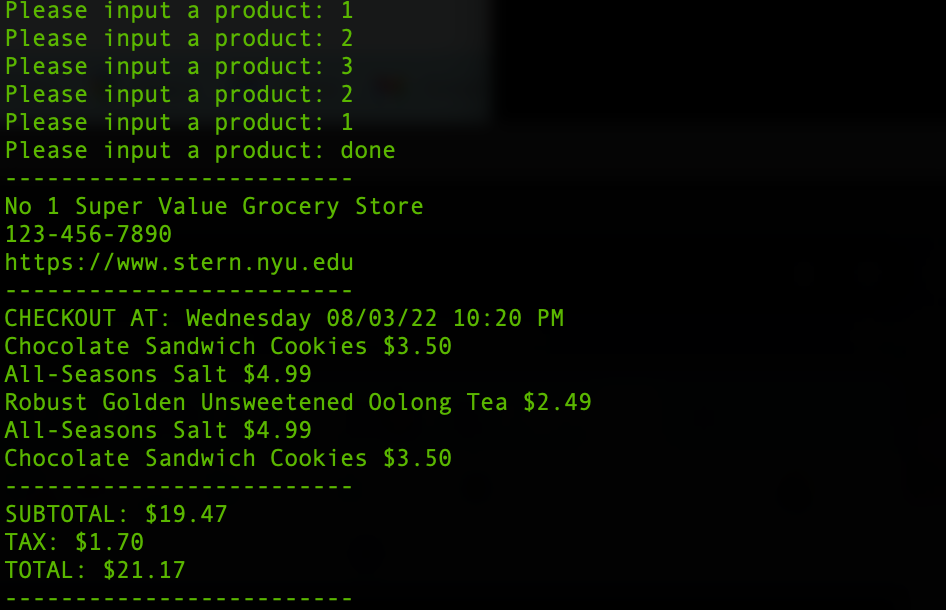 Please input a product: 1
Please input a product: 2
Please input a product: 3
Please input a product: 2
Please input a product: 1
Please input a product: done
-------------------------
No 1 Super Value Grocery Store
123-456-7890
https://www.stern.nyu.edu
-------------------------
CHECKOUT AT: Wednesday 08/03/22 10:20 PM
Chocolate Sandwich Cookies $3.50
All-Seasons Salt $4.99
Robust Golden Unsweetened Oolong Tea $2.49
All-Seasons Salt $4.99
Chocolate Sandwich Cookies $3.50
-------------------------
SUBTOTAL: $19.47
TAX: $1.70
TOTAL: $21.17
-------------------------